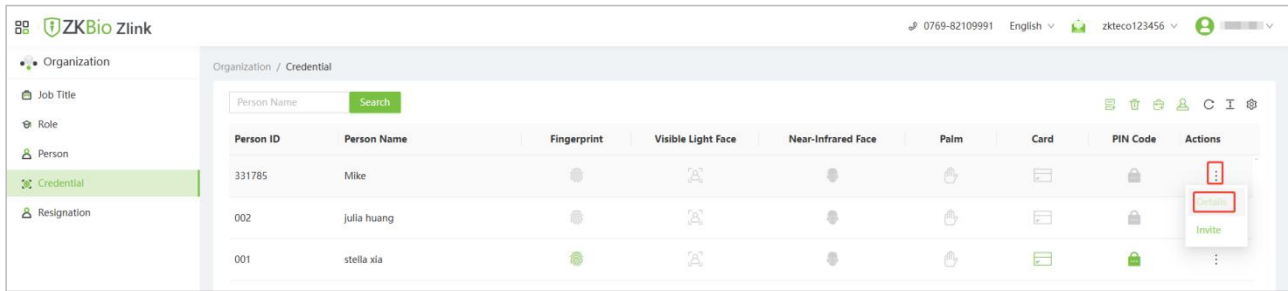 ZKBio Zlink
0769-82109991 English zkteco123456
Organization
Organization / Credential
Job Title
Role
Person
Credential
Resignation
Person Name Search
Person ID Person Name Fingerprint Visible Light Face Near-Infrared Face Palm Card PIN Code Actions
331785 Mike
Details
Invite
002 julia huang
001 stella xia